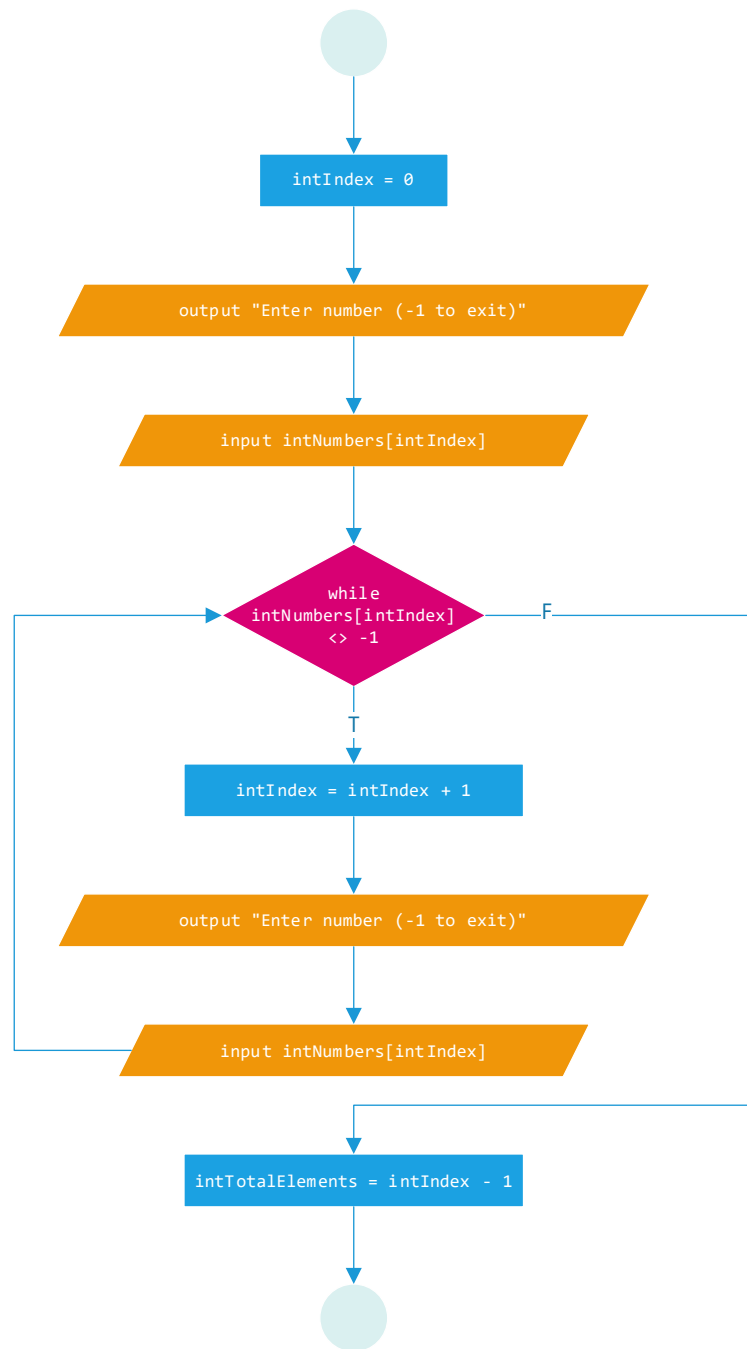 intIndex = 0
output "Enter number (-1 to exit)"
input intNumbers[intIndex]
while
intNumbers[intIndex]
<> -1
F
T
intIndex = intIndex + 1
output "Enter number (-1 to exit)"
input intNumbers[intIndex]
intTotalElements = intIndex - 1